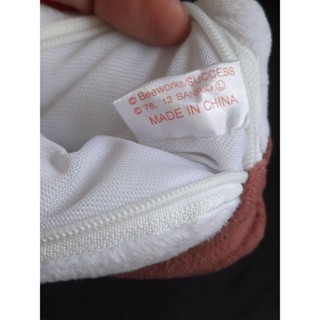 © Beeworks/SUCCESS
© 76, '13 SANRIO Ⓛ
MADE IN CHINA